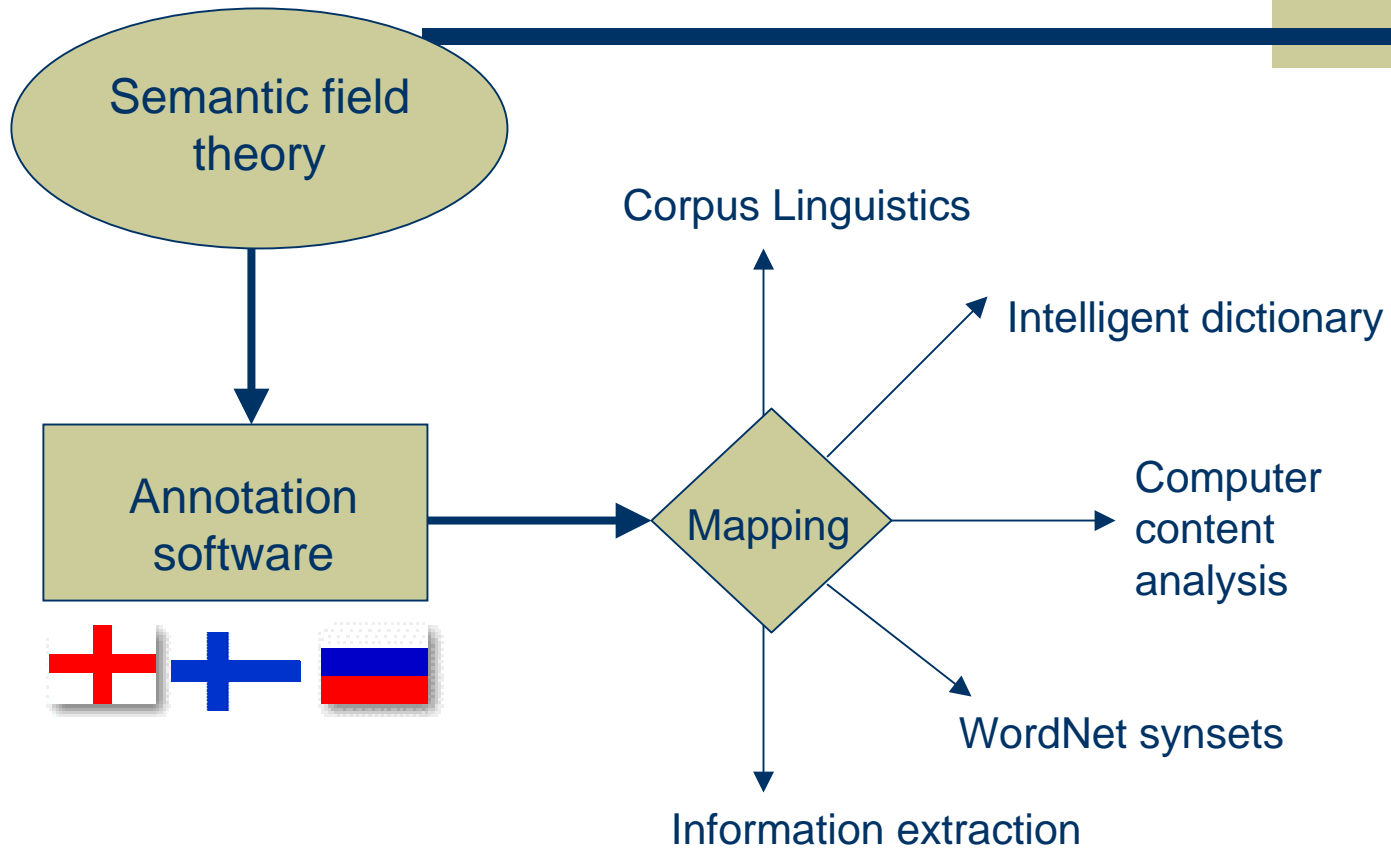 Semantic field
theory
Corpus Linguistics
Intelligent dictionary
Annotation
software
Mapping
Computer
content
analysis
WordNet synsets
Information extraction